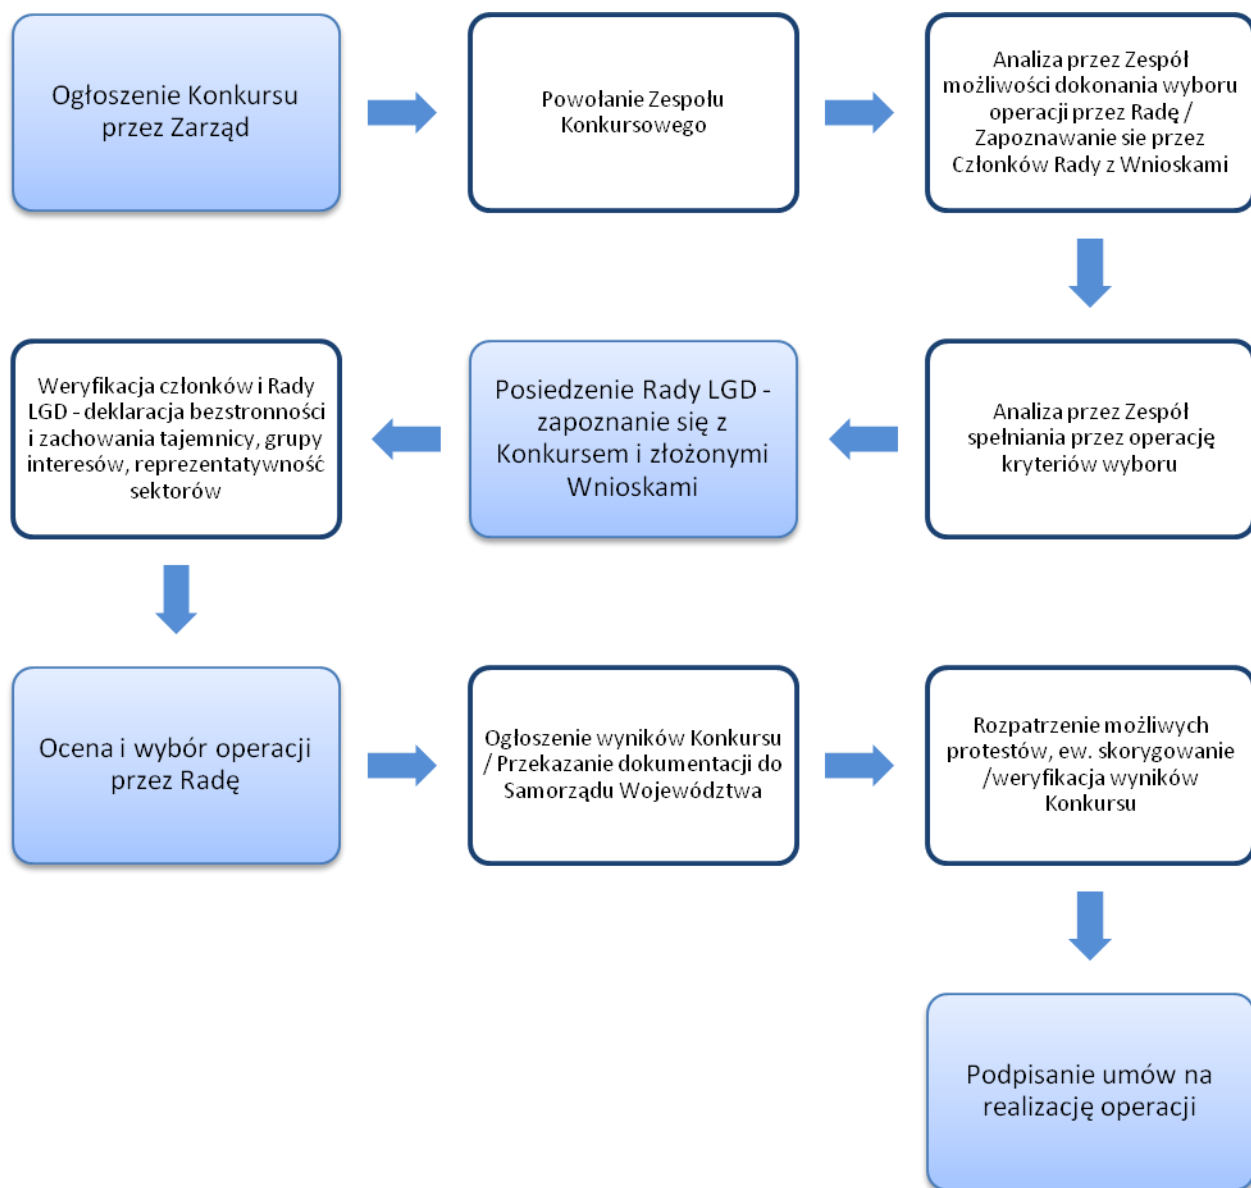 Ogłoszenie Konkursu
przez Zarząd
Powołanie Zespołu
Konkursowego
Analiza przez Zespół
możliwości dokonania wyboru
operacji przez Radę /
Zapoznawanie sie przez
Członków Rady z Wnioskami
Analiza przez Zespół
spełniania przez operację
kryteriów wyboru
Posiedzenie Rady LGD -
zapoznanie się z
Konkursem i złożonymi
Wnioskami
Weryfikacja członków i Rady
LGD - deklaracja bezstronności
i zachowania tajemnicy, grupy
interesów, reprezentatywność
sektorów
Ocena i wybór operacji
przez Radę
Ogłoszenie wyników Konkursu
/ Przekazanie dokumentacji do
Samorządu Województwa
Rozpatrzenie możliwych
protestów, ew. skorygowanie
/weryfikacja wyników
Konkursu
Podpisanie umów na
realizację operacji